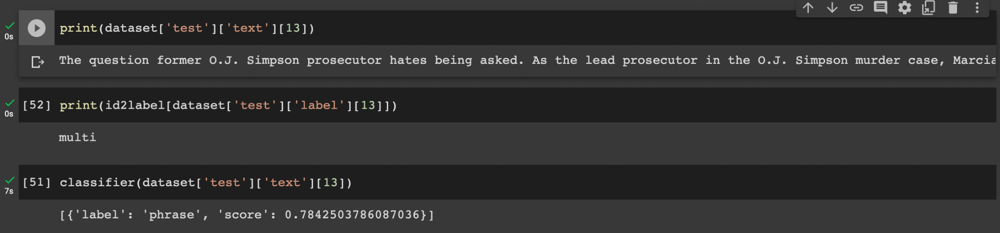 print(dataset['test']['text'][13])
0s
The question former O.J. Simpson prosecutor hates being asked. As the lead prosecutor in the O.J. Simpson murder case, Marcia
[52] print(id2label[dataset['test']['label'][13]])
0s
multi
[51] classifier(dataset['test']['text'][13])
7s
[{'label': 'phrase', 'score': 0.7842503786087036}]